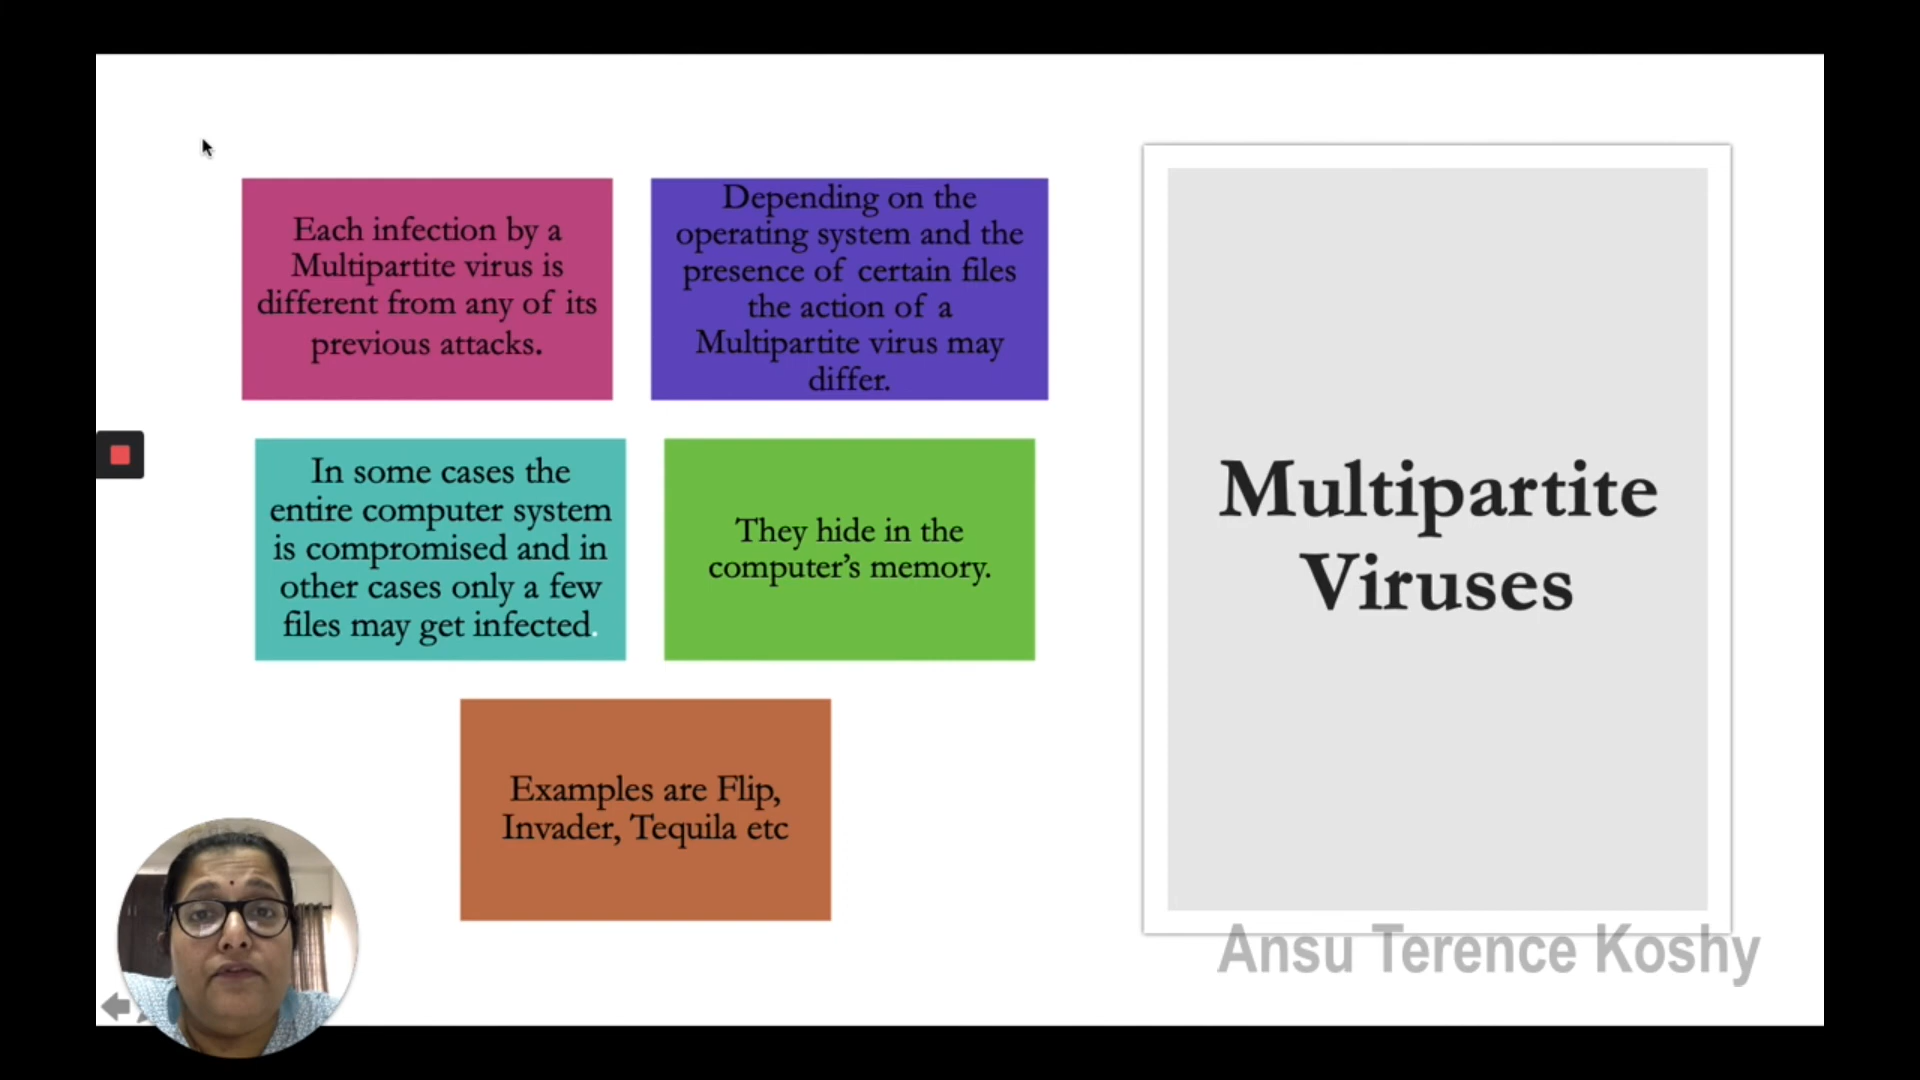 Each infection by a
Multipartite virus is
different from any of its
previous attacks.
Depending on the
operating system and the
presence of certain files
the action of a
Multipartite virus may
differ.
In some cases the
entire computer system
is compromised and in
other cases only a few
files may get infected.
They hide in the
computer’s memory.
Examples are Flip,
Invader, Tequila etc
Multipartite
Viruses
Ansu Terence Koshy